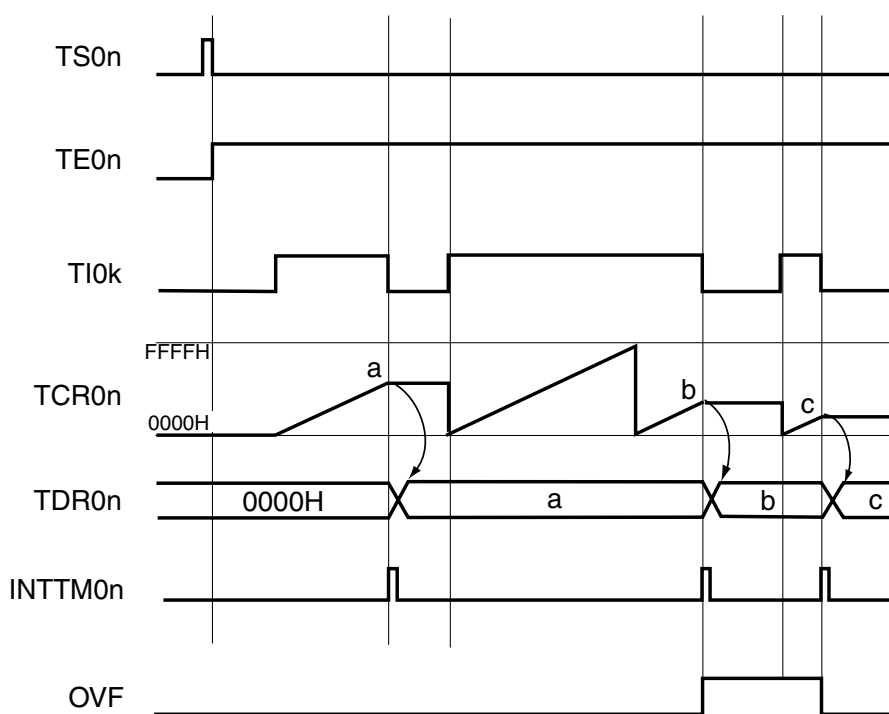 TS0n
TE0n
TI0k
FFFFH
a
b
c
TCR0n
0000H
TDR0n
0000H
a
b
c
INTTM0n
OVF